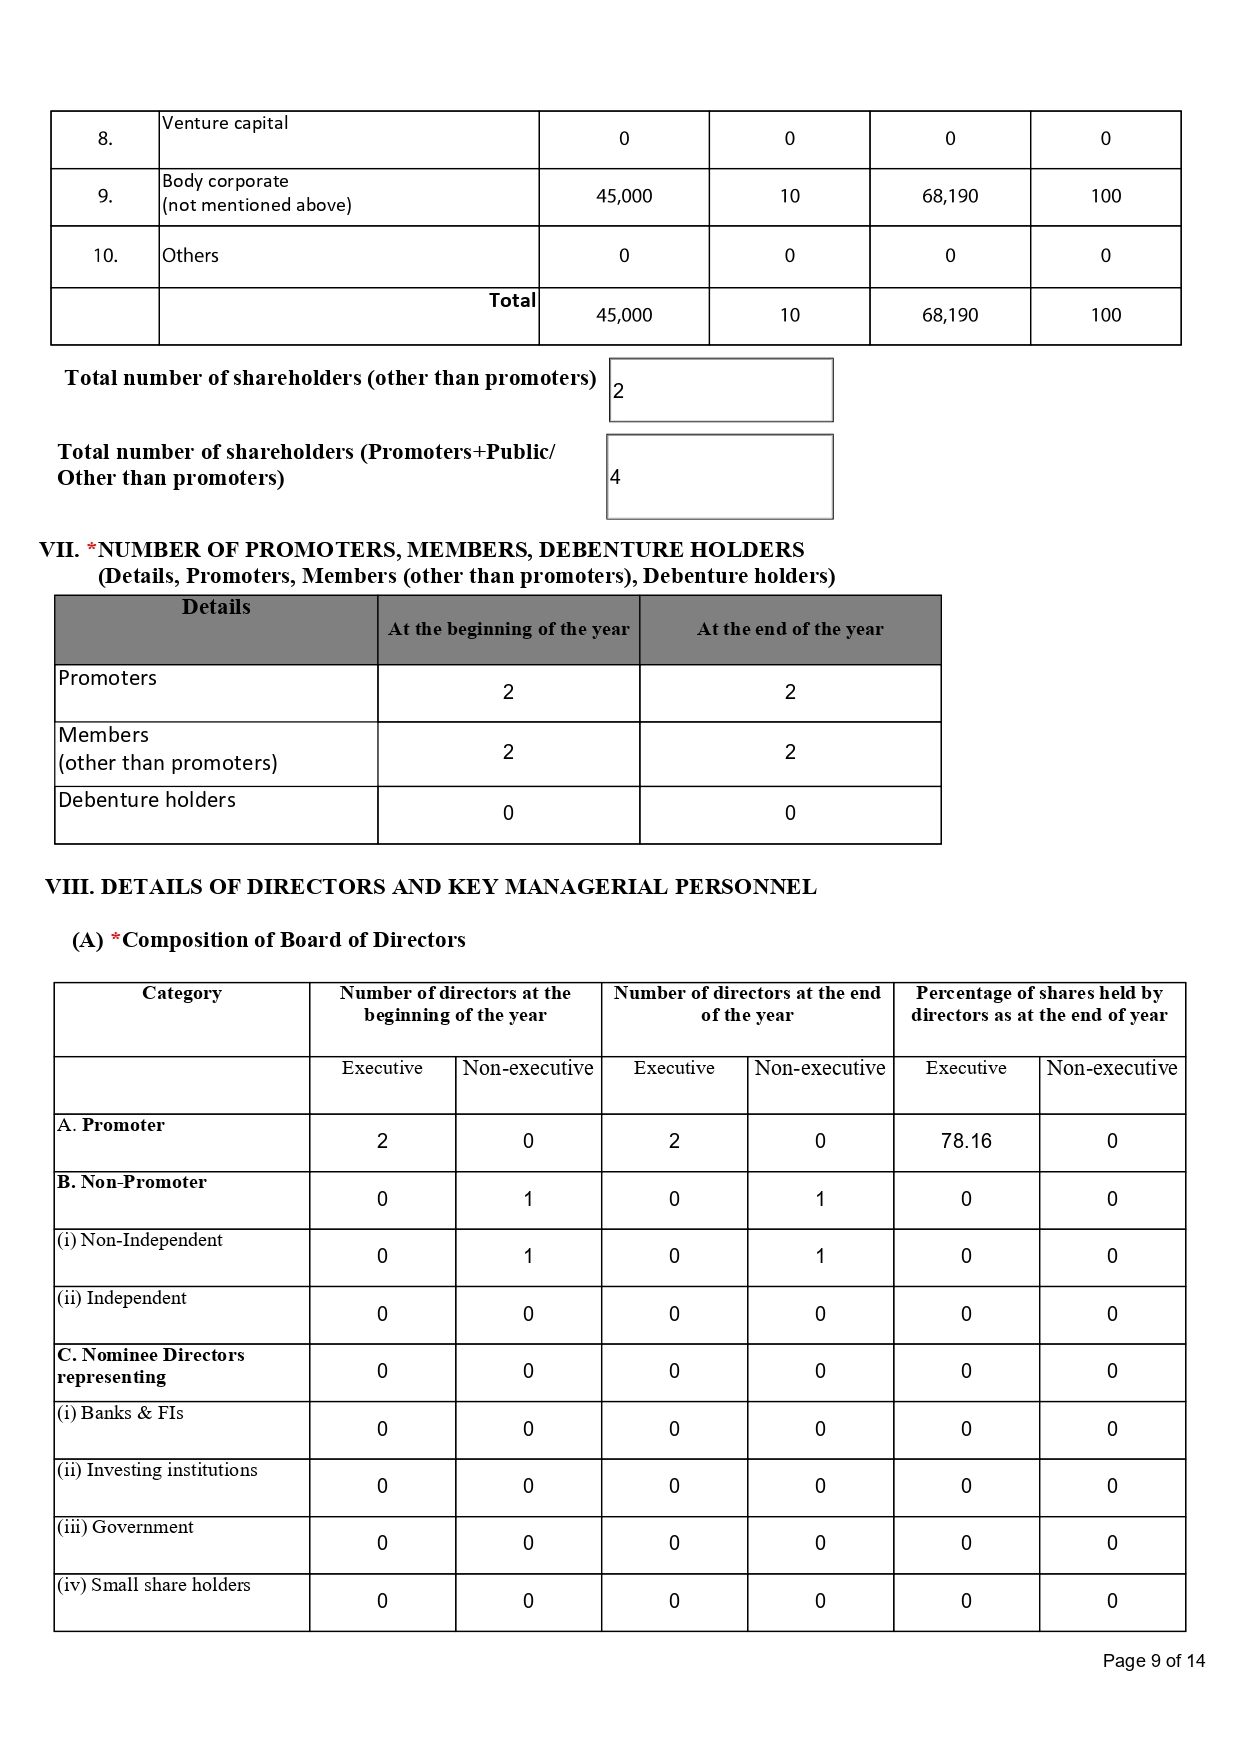 8. Venture capital 0 0 0 0
9. Body corporate
(not mentioned above) 45,000 10 68,190 100
10. Others 0 0 0 0
Total 45,000 10 68,190 100
Total number of shareholders (other than promoters) 2
Total number of shareholders (Promoters+Public/
Other than promoters) 4
VII. *NUMBER OF PROMOTERS, MEMBERS, DEBENTURE HOLDERS
(Details, Promoters, Members (other than promoters), Debenture holders)
Details At the beginning of the year At the end of the year
Promoters 2 2
Members
(other than promoters) 2 2
Debenture holders 0 0
VIII. DETAILS OF DIRECTORS AND KEY MANAGERIAL PERSONNEL
(A) *Composition of Board of Directors
Category Number of directors at the Number of directors at the end Percentage of shares held by
beginning of the year of the year directors as at the end of year
Executive Non-executive Executive Non-executive Executive Non-executive
A. Promoter 2 0 2 0 78.16 0
B. Non-Promoter 0 1 0 1 0 0
(i) Non-Independent 0 1 0 1 0 0
(ii) Independent 0 0 0 0 0 0
C. Nominee Directors
representing 0 0 0 0 0 0
(i) Banks & FIs 0 0 0 0 0 0
(ii) Investing institutions 0 0 0 0 0 0
(iii) Government 0 0 0 0 0 0
(iv) Small share holders 0 0 0 0 0 0
Page 9 of 14